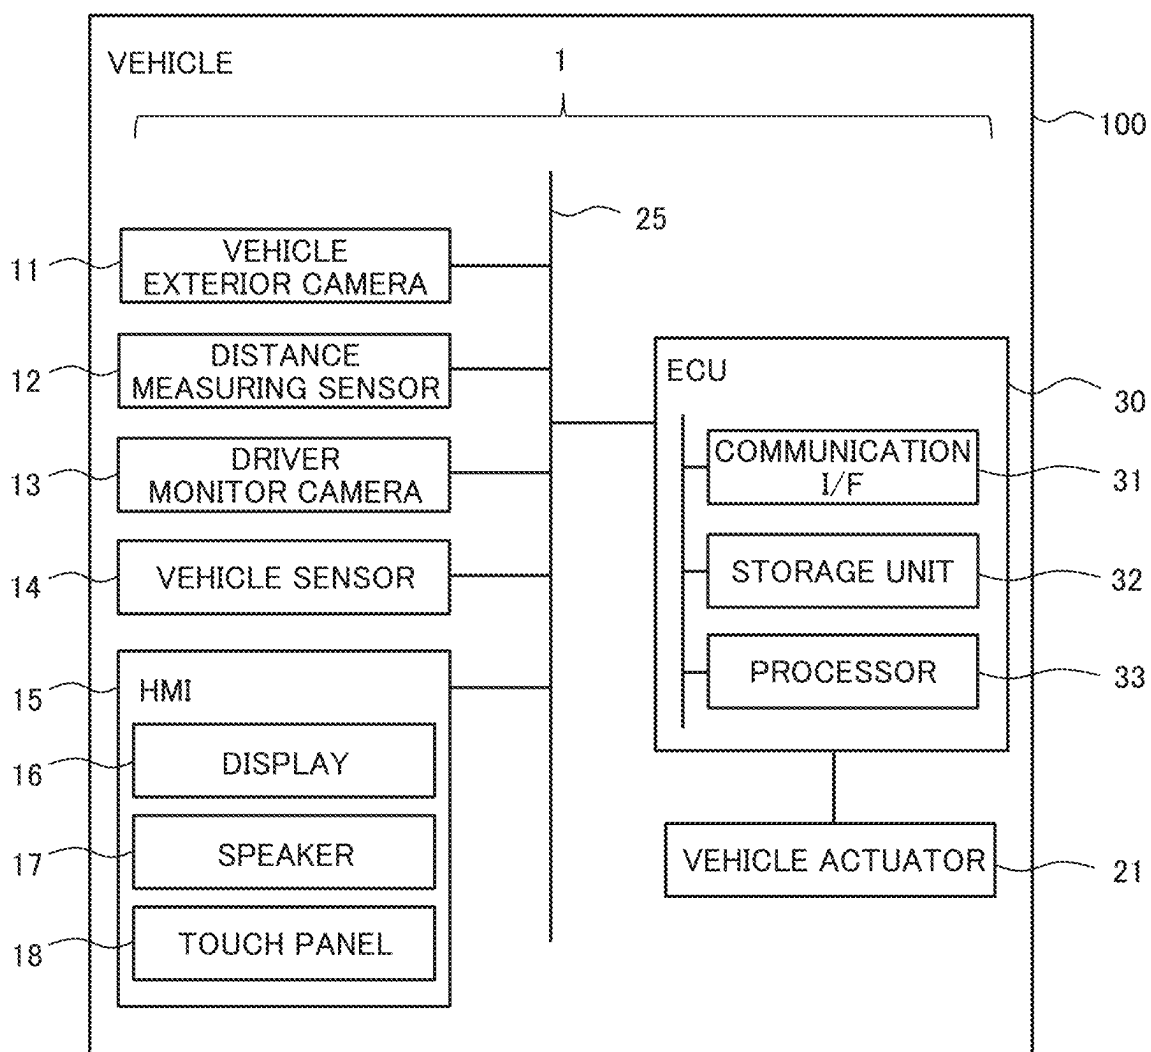 VEHICLE
1
100
25
11
VEHICLE
EXTERIOR CAMERA
12
DISTANCE
MEASURING SENSOR
13
DRIVER
MONITOR CAMERA
14
VEHICLE SENSOR
15
HMI
16
DISPLAY
17
SPEAKER
18
TOUCH PANEL
ECU
30
COMMUNICATION
I/F
31
STORAGE UNIT
32
PROCESSOR
33
VEHICLE ACTUATOR
21